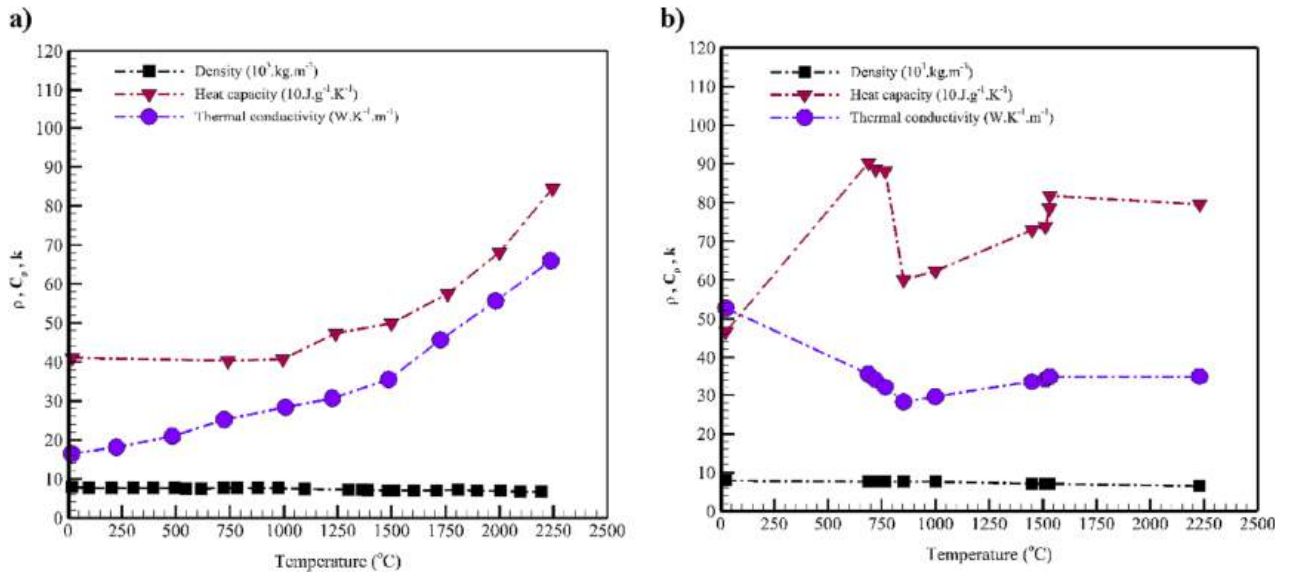 a)
120
110
100
90
80
70
60
50
40
30
20
10
0
ρ , Cₚ , k
Density (10³.kg.m⁻³)
Heat capacity (10.J.g⁻¹.K⁻¹)
Thermal conductivity (W.K⁻¹.m⁻¹)
0 250 500 750 1000 1250 1500 1750 2000 2250 2500
Temperature (°C)
b)
120
110
100
90
80
70
60
50
40
30
20
10
0
ρ , Cₚ , k
Density (10³.kg.m⁻³)
Heat capacity (10.J.g⁻¹.K⁻¹)
Thermal conductivity (W.K⁻¹.m⁻¹)
0 250 500 750 1000 1250 1500 1750 2000 2250 2500
Temperature (°C)